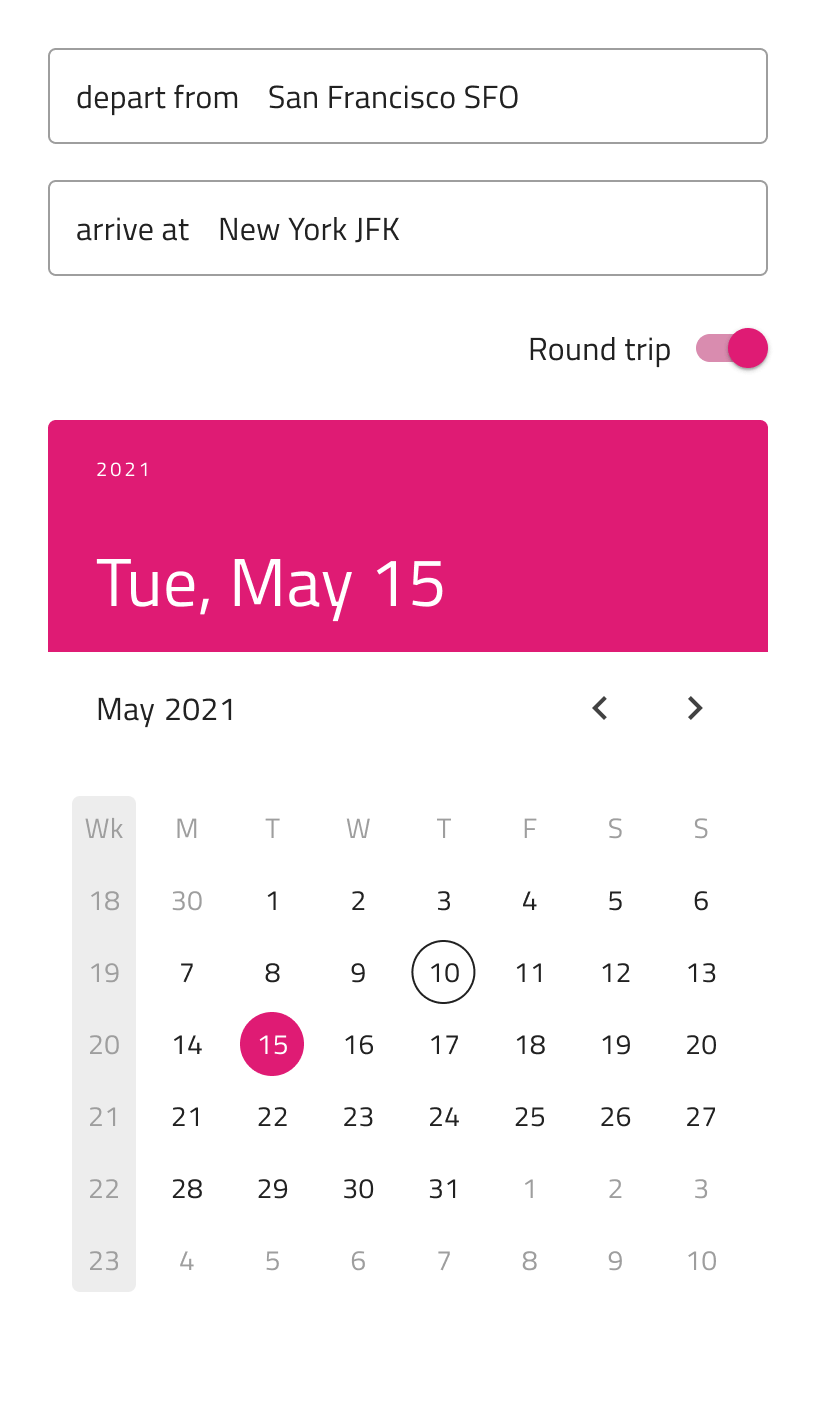 depart from San Francisco SFO
arrive at New York JFK
Round trip
2021
Tue, May 15
May 2021
Wk M T W T F S S
18 30 1 2 3 4 5 6
19 7 8 9 10 11 12 13
20 14 15 16 17 18 19 20
21 21 22 23 24 25 26 27
22 28 29 30 31 1 2 3
23 4 5 6 7 8 9 10